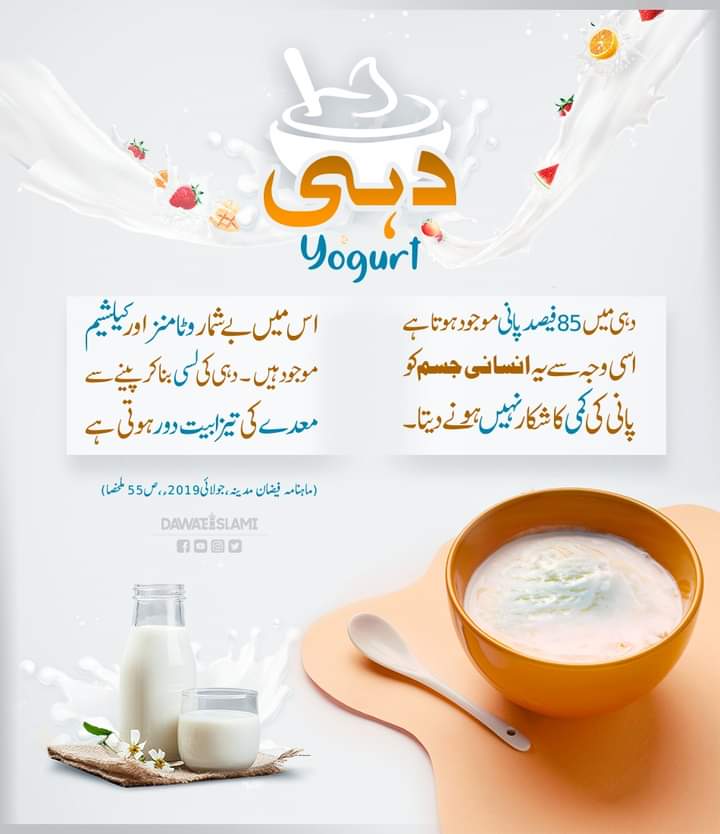 دہی
Yogurt
دہی میں 85 فیصد پانی موجود ہوتا ہے
اسی وجہ سے یہ انسانی جسم کو
پانی کی کمی کا شکار نہیں ہونے دیتا۔
اس میں بے شمار وٹامنز اور کیلشیم
موجود ہیں۔ دہی کی لسی بنا کر پینے سے
معدے کی تیزابیت دور ہوتی ہے
(ماہنامہ فیضان مدینہ، جولائی 2019ء، ص 55 ملخصا)
DAWATEISLAMI